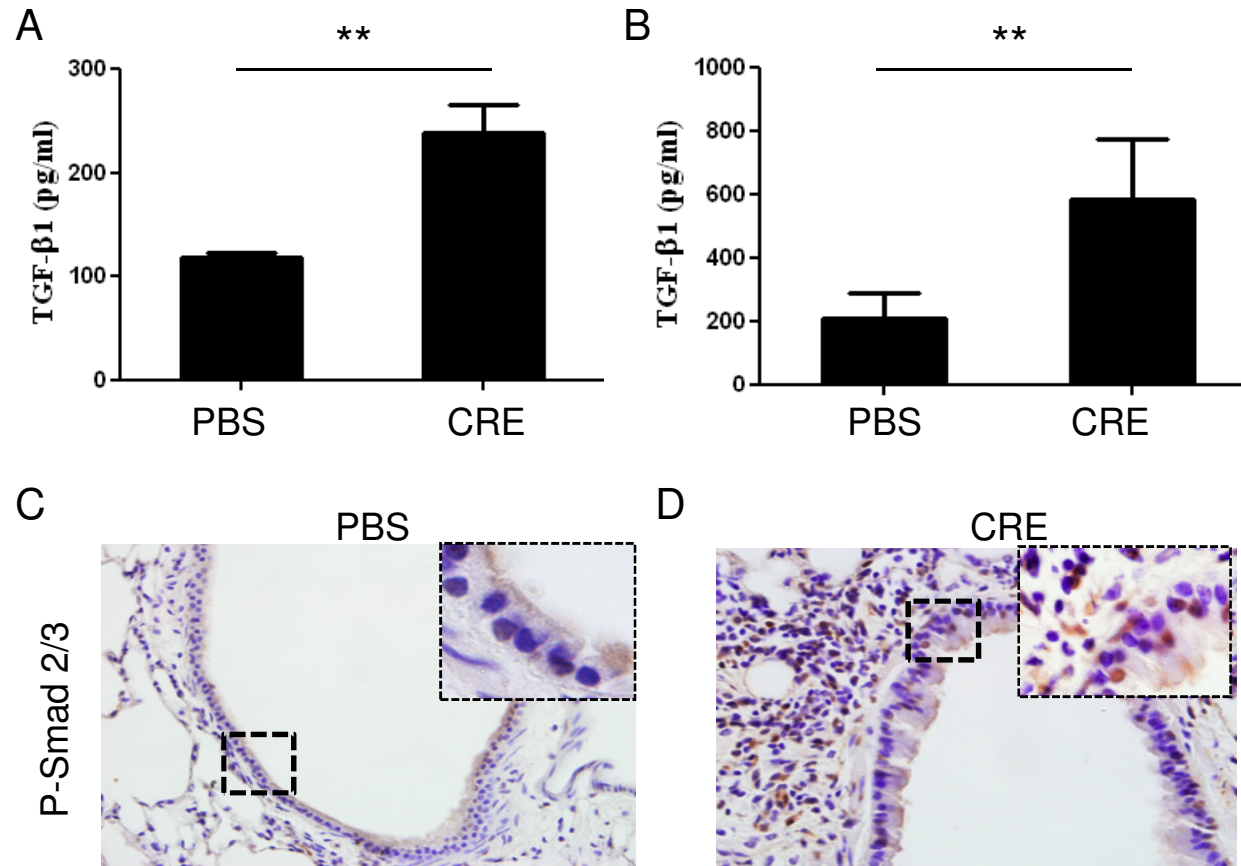 A
**
300
200
100
0
TGF-β1 (pg/ml)
PBS
CRE
B
**
1000
800
600
400
200
0
TGF-β1 (pg/ml)
PBS
CRE
C
PBS
D
CRE
P-Smad 2/3